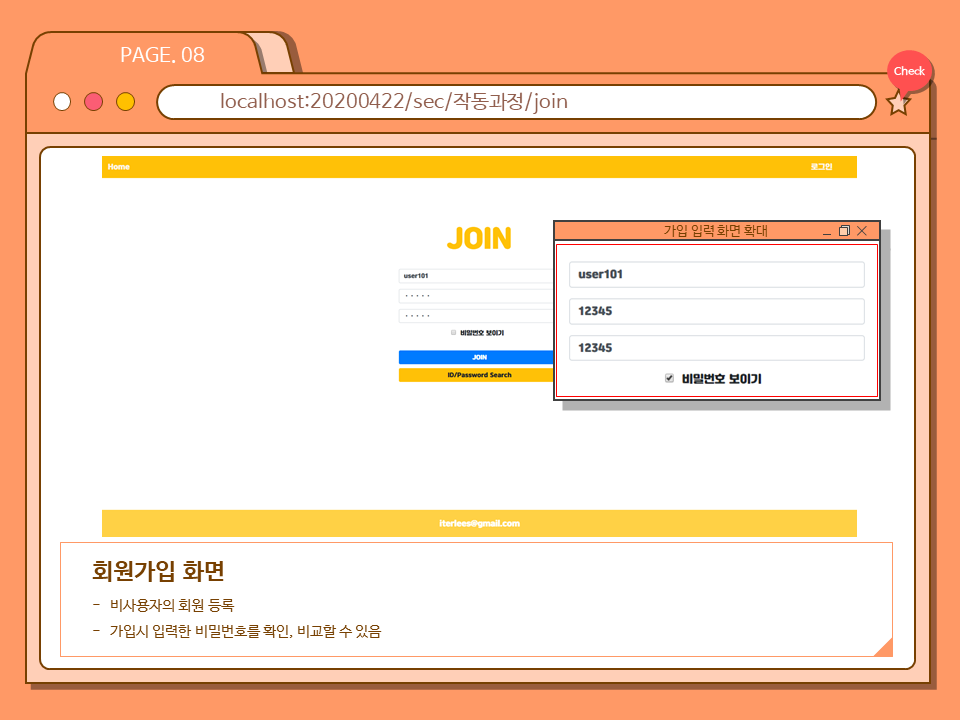 PAGE. 08
Check
localhost:20200422/sec/작동과정/join
Home 로그인
JOIN
user101
·····
·····
비밀번호 보이기
JOIN
ID/Password Search
가입 입력 화면 확대
user101
12345
12345
비밀번호 보이기
iterlees@gmail.com
회원가입 화면
- 비사용자의 회원 등록
- 가입시 입력한 비밀번호를 확인, 비교할 수 있음